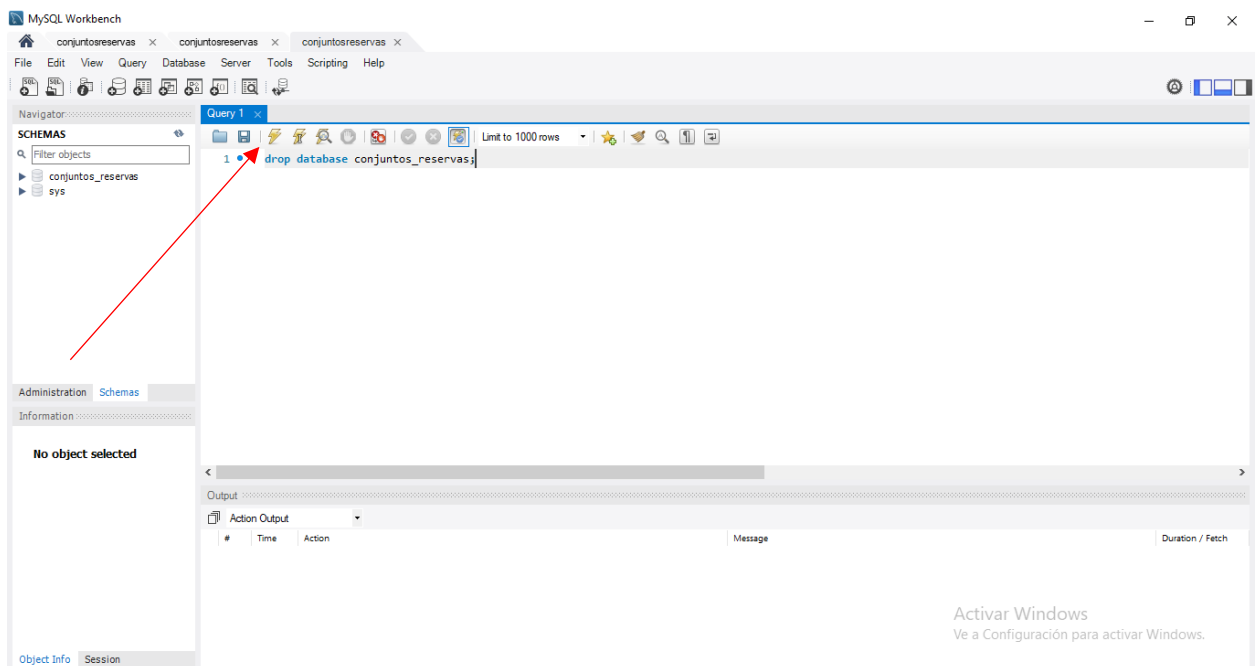 MySQL Workbench
conjuntosreservas conjuntosreservas conjuntosreservas
File Edit View Query Database Server Tools Scripting Help
Navigator
Query 1
SCHEMAS
Limit to 1000 rows
Filter objects
1 drop database conjuntos_reservas;
conjuntos_reservas
sys
Administration Schemas
Information
No object selected
Output
Action Output
# Time Action Message Duration / Fetch
Activar Windows
Ve a Configuración para activar Windows.
Object Info Session